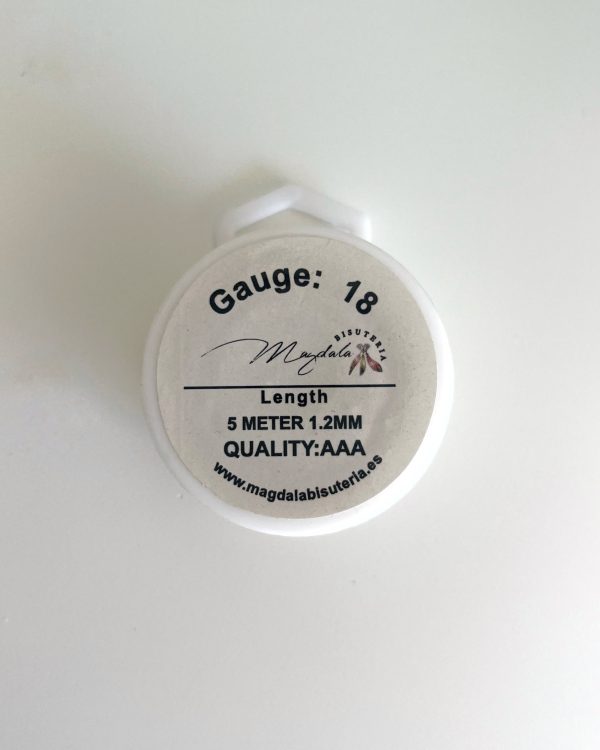 Gauge: 18
BISUTERIA
Magdala
Length
5 METER 1.2MM
QUALITY:AAA
www.magdalabisuteria.es